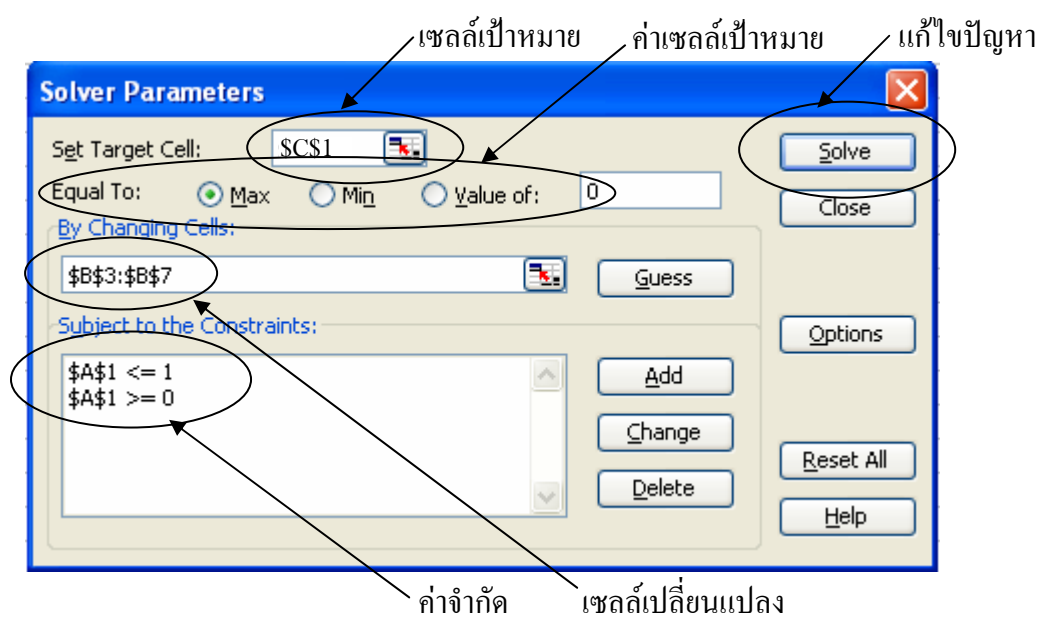 เซลล์เป้าหมาย ค่าเซลล์เป้าหมาย แก้ไขปัญหา
Solver Parameters
Set Target Cell: $C$1 Solve
Equal To: Max Min Value of: 0 Close
By Changing Cells:
$B$3:$B$7 Guess
Subject to the Constraints: Options
$A$1 <= 1 Add
$A$1 >= 0
Change
Reset All
Delete
Help
ค่าจำกัด เซลล์เปลี่ยนแปลง